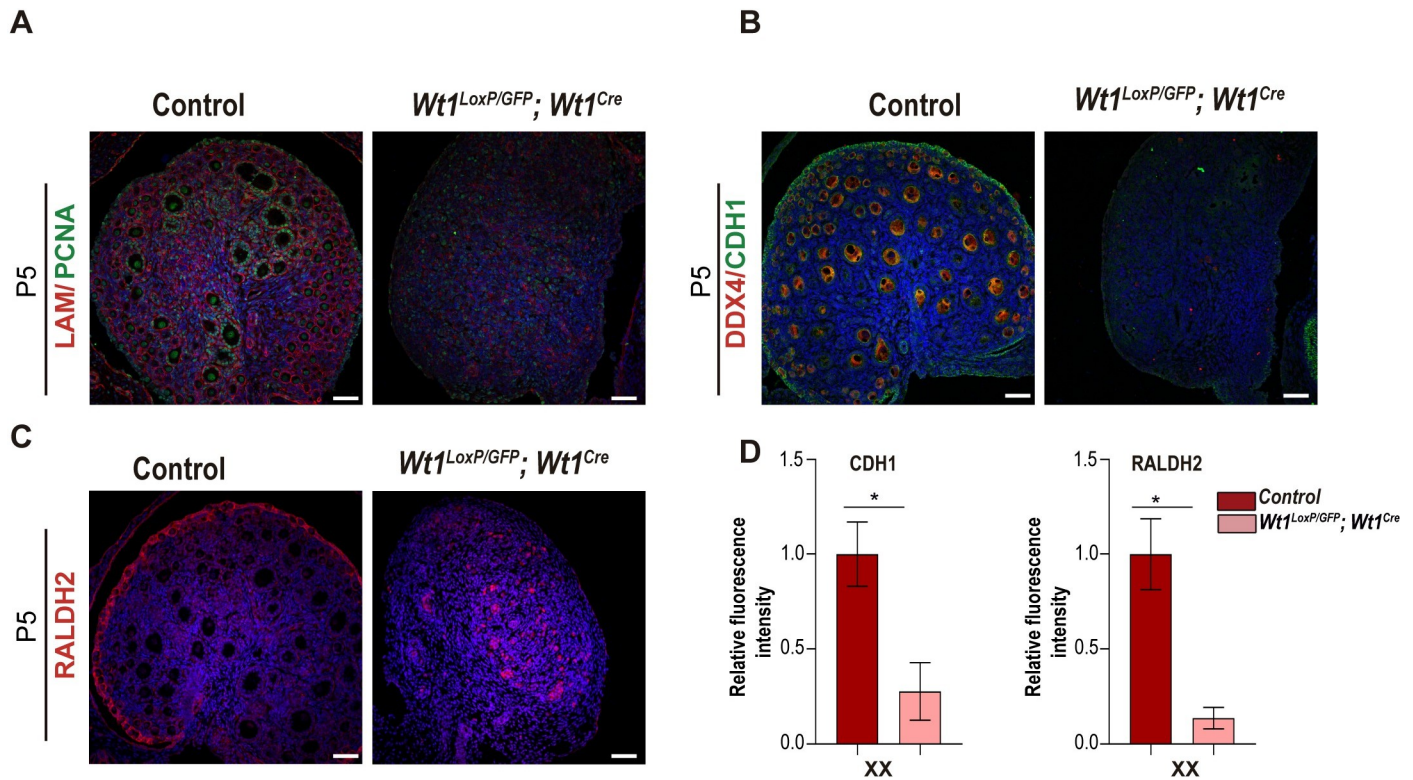 A
Control
Wt1LoxP/GFP; Wt1Cre
P5
LAM/PCNA
B
Control
Wt1LoxP/GFP; Wt1Cre
P5
DDX4/CDH1
C
Control
Wt1LoxP/GFP; Wt1Cre
P5
RALDH2
D
CDH1
Relative fluorescence
intensity
1.5
1.0
0.5
0.0
*
XX
RALDH2
Relative fluorescence
intensity
1.5
1.0
0.5
0.0
*
XX
Control
Wt1LoxP/GFP; Wt1Cre